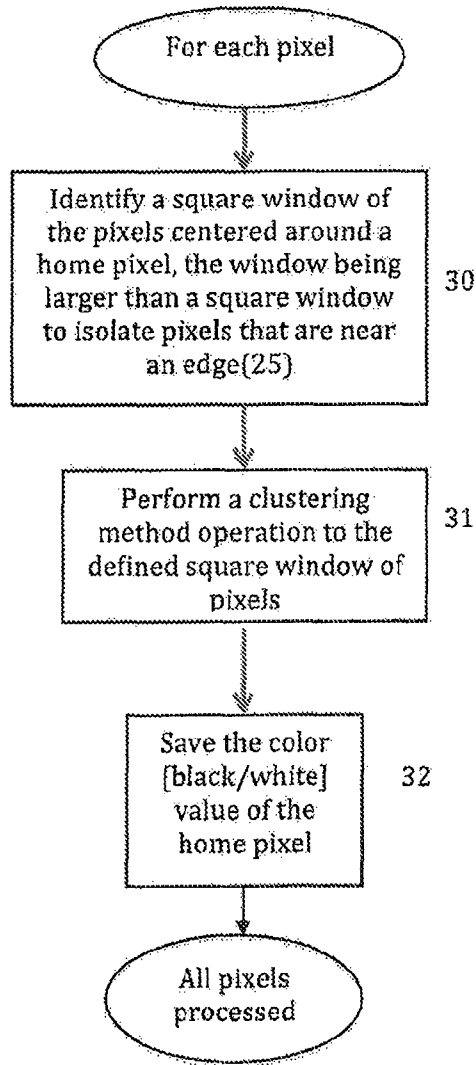 For each pixel
Identify a square window of
the pixels centered around a
home pixel, the window being
larger than a square window
to isolate pixels that are near
an edge(25)
30
Perform a clustering
method operation to the
defined square window of
pixels
31
Save the color
[black/white]
value of the
home pixel
32
All pixels
processed